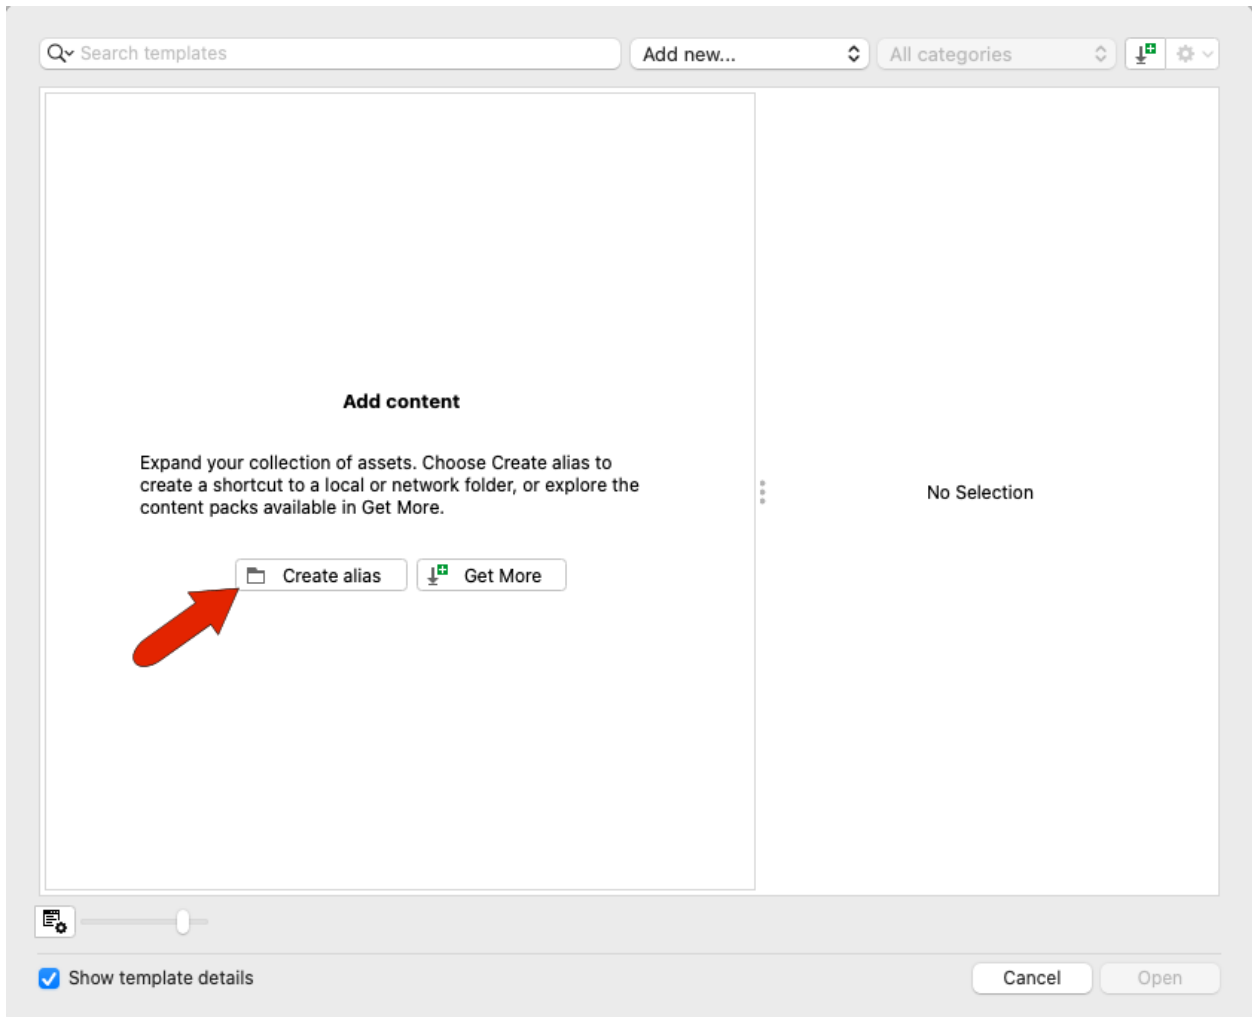 Search templates
Add new...
All categories
Add content
Expand your collection of assets. Choose Create alias to
create a shortcut to a local or network folder, or explore the
content packs available in Get More.
No Selection
Create alias
Get More
Show template details
Cancel
Open